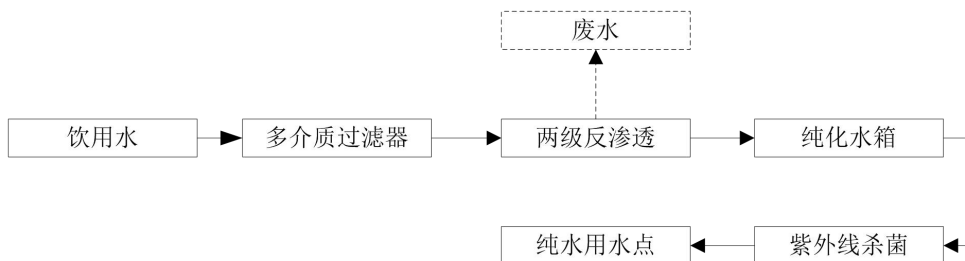 废水
饮用水
多介质过滤器
两级反渗透
纯化水箱
紫外线杀菌
纯水用水点